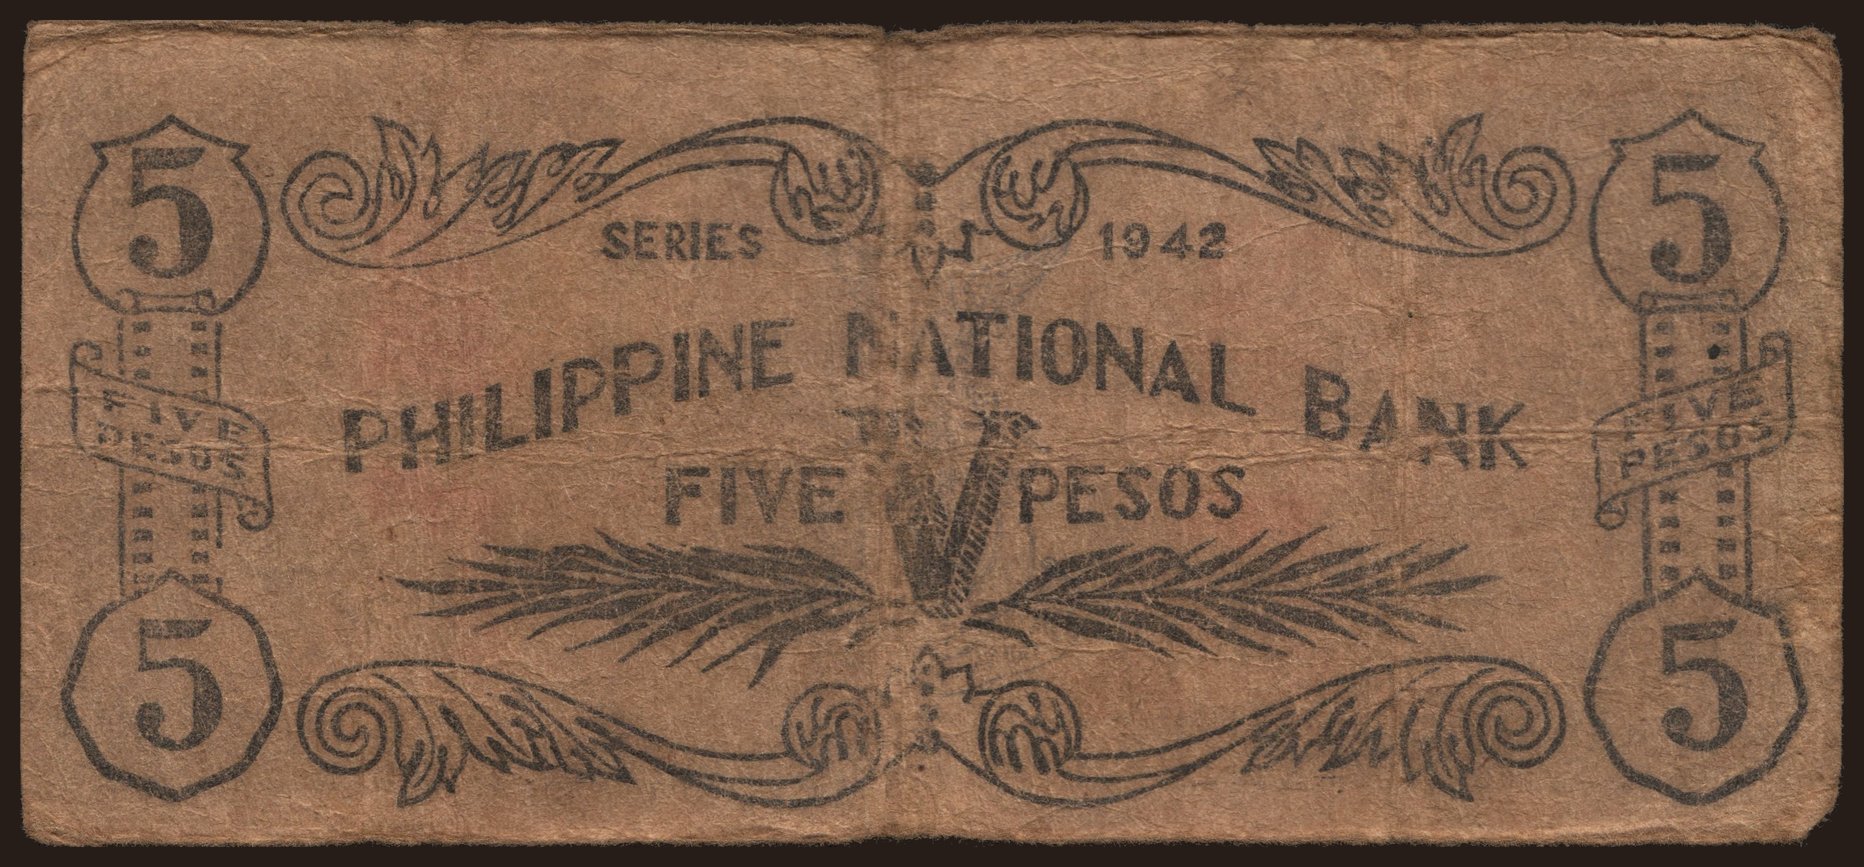 5 5
SERIES 1942
PHILIPPINE NATIONAL BANK
FIVE PESOS
FIVE PESOS
V
FIVE PESOS
5 5